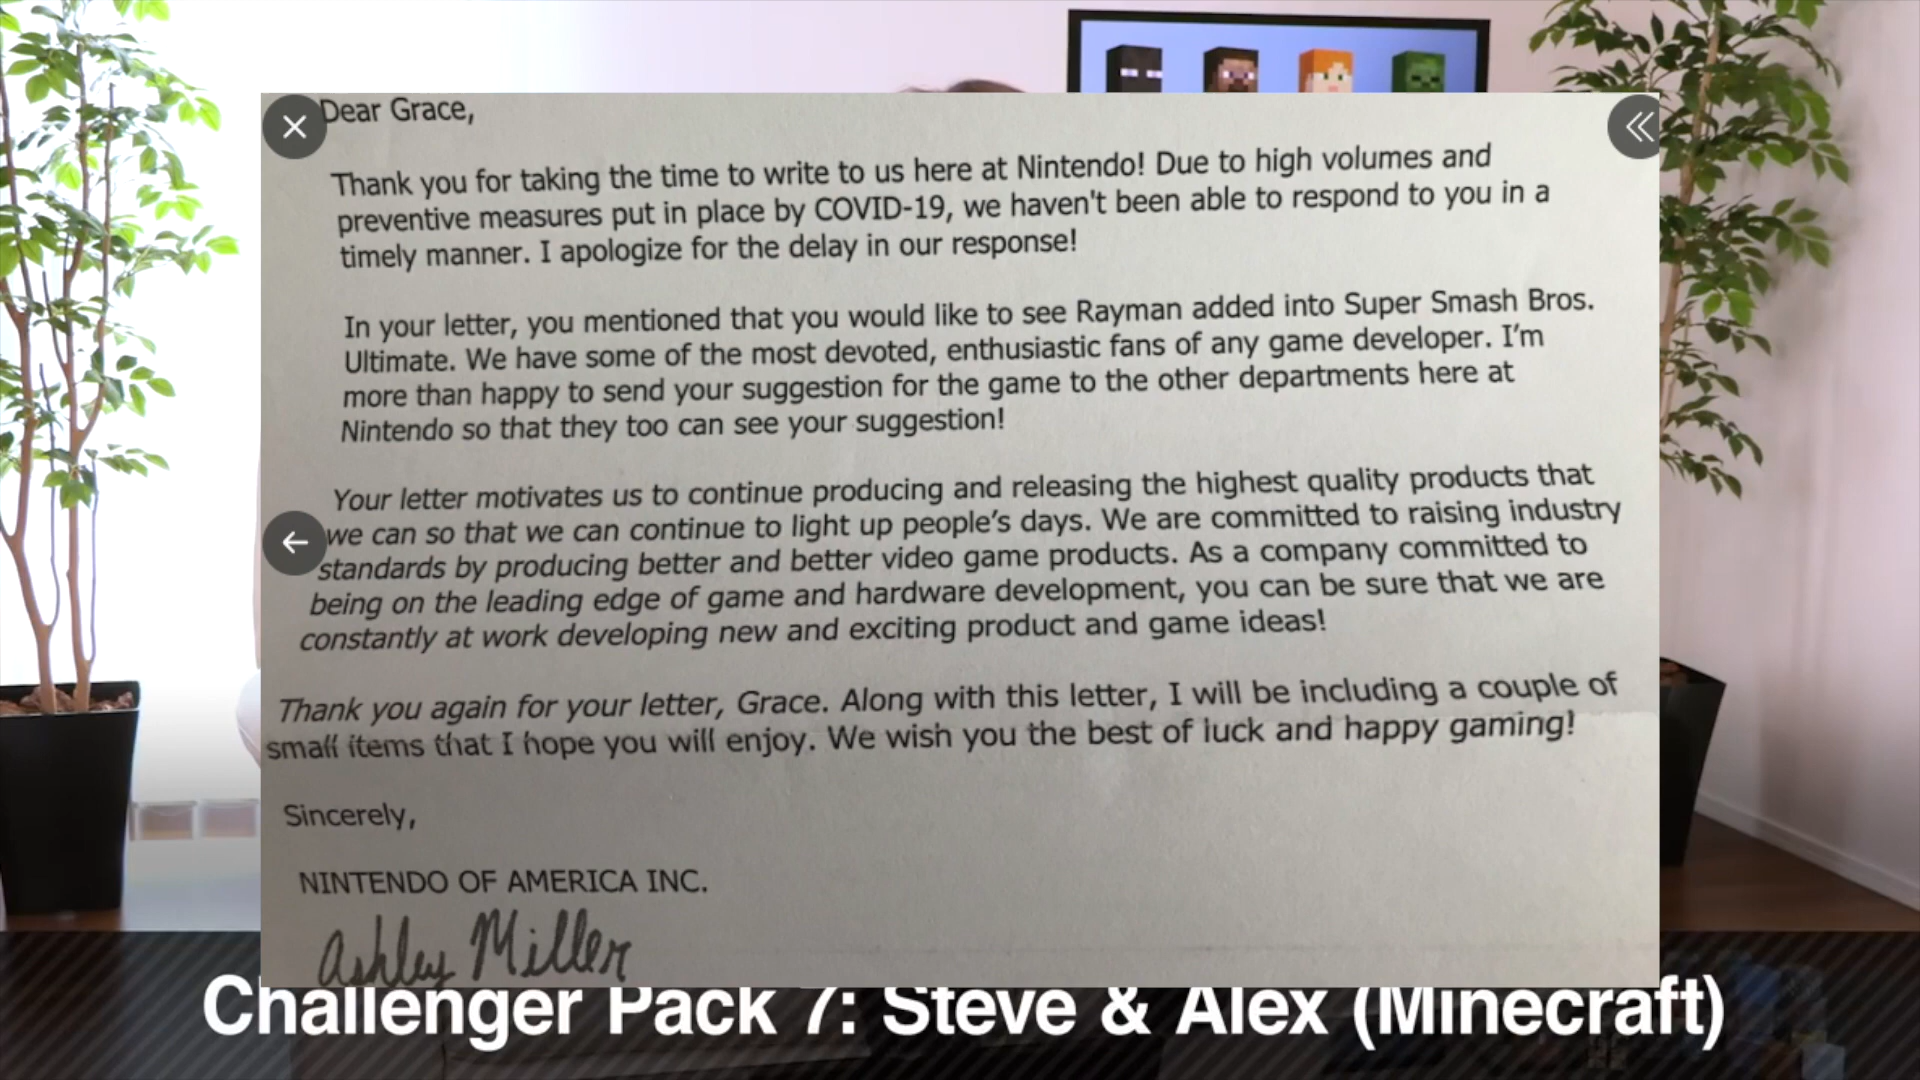 Dear Grace,
Thank you for taking the time to write to us here at Nintendo! Due to high volumes and
preventive measures put in place by COVID-19, we haven't been able to respond to you in a
timely manner. I apologize for the delay in our response!
In your letter, you mentioned that you would like to see Rayman added into Super Smash Bros.
Ultimate. We have some of the most devoted, enthusiastic fans of any game developer. I'm
more than happy to send your suggestion for the game to the other departments here at
Nintendo so that they too can see your suggestion!
Your letter motivates us to continue producing and releasing the highest quality products that
we can so that we can continue to light up people's days. We are committed to raising industry
standards by producing better and better video game products. As a company committed to
being on the leading edge of game and hardware development, you can be sure that we are
constantly at work developing new and exciting product and game ideas!
Thank you again for your letter, Grace. Along with this letter, I will be including a couple of
small items that I hope you will enjoy. We wish you the best of luck and happy gaming!
Sincerely,
NINTENDO OF AMERICA INC.
Ashley Miller
Challenger Pack 7: Steve & Alex (Minecraft)